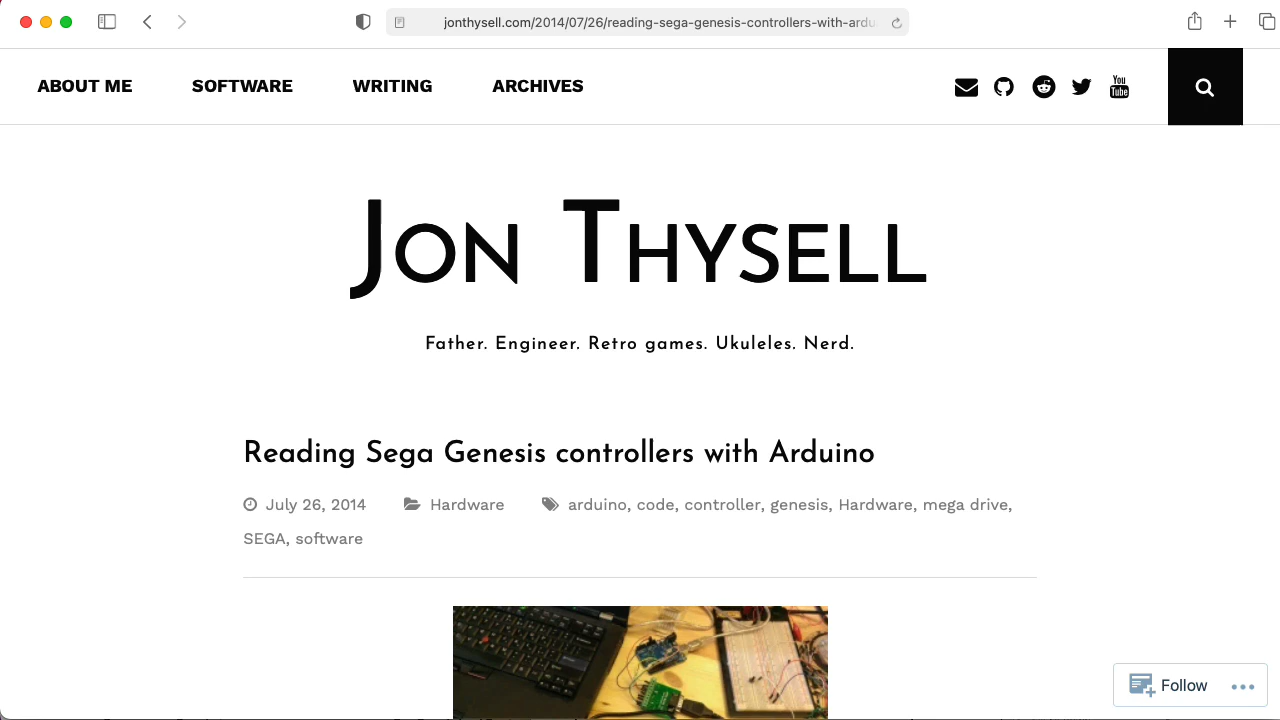 jonthysell.com/2014/07/26/reading-sega-genesis-controllers-with-ardu
ABOUT ME SOFTWARE WRITING ARCHIVES
You
Tube
JON THYSELL
Father. Engineer. Retro games. Ukuleles. Nerd.
Reading Sega Genesis controllers with Arduino
July 26, 2014 Hardware arduino, code, controller, genesis, Hardware, mega drive,
SEGA, software
Follow